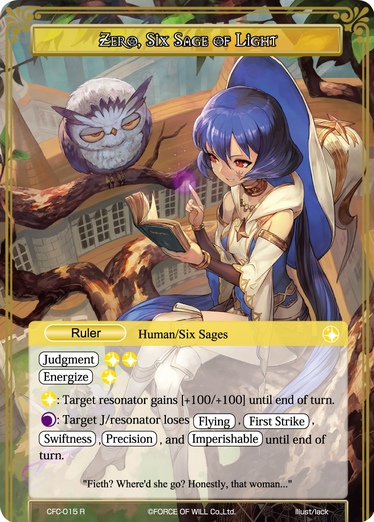 Zero, Six Sage of Light
Ruler Human/Six Sages
Judgment
Energize
: Target resonator gains [+100/+100] until end of turn.
: Target J/resonator loses Flying , First Strike ,
Swiftness , Precision , and Imperishable until end of
turn.
"Fieth? Where'd she go? Honestly, that woman..."
CFC-015 R ©FORCE OF WILL Co.,Ltd. Illust/lack